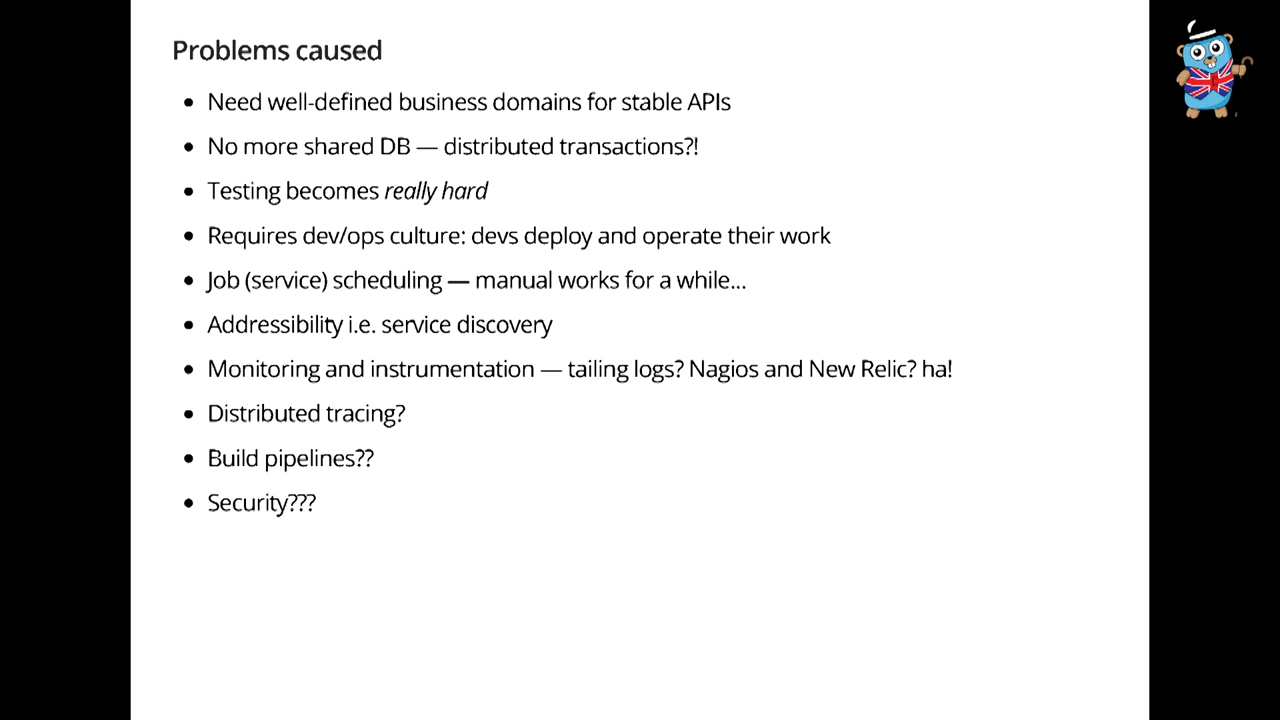 Problems caused
Need well-defined business domains for stable APIs
No more shared DB — distributed transactions?!
Testing becomes really hard
Requires dev/ops culture: devs deploy and operate their work
Job (service) scheduling — manual works for a while...
Addressibility i.e. service discovery
Monitoring and instrumentation — tailing logs? Nagios and New Relic? ha!
Distributed tracing?
Build pipelines??
Security???